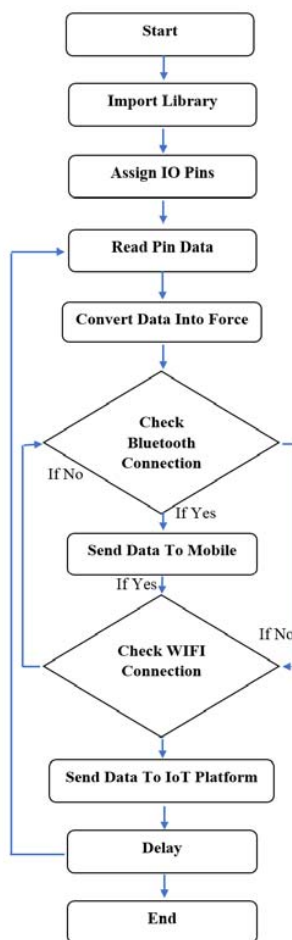 Start
Import Library
Assign IO Pins
Read Pin Data
Convert Data Into Force
Check
Bluetooth
Connection
If No
If Yes
Send Data To Mobile
If Yes
If No
Check WIFI
Connection
Send Data To IoT Platform
Delay
End